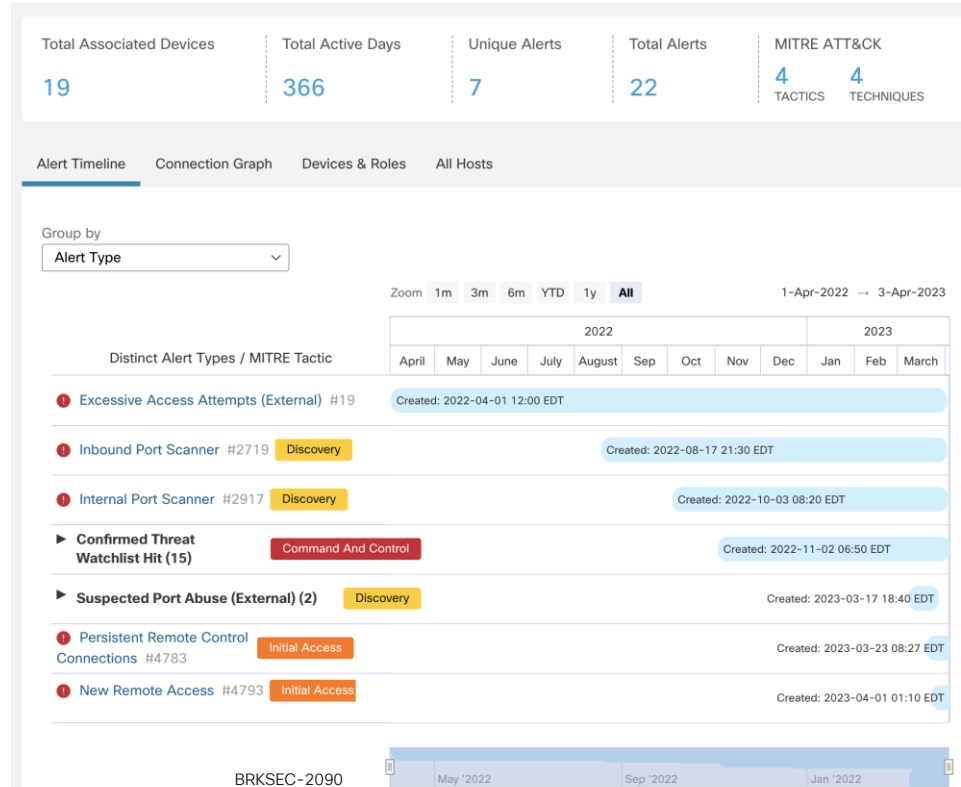 Total Associated Devices Total Active Days Unique Alerts Total Alerts MITRE ATT&CK
19 366 7 22 4 4
TACTICS TECHNIQUES
Alert Timeline Connection Graph Devices & Roles All Hosts
Group by
Alert Type
Zoom 1m 3m 6m YTD 1y All 1-Apr-2022 → 3-Apr-2023
2022 2023
Distinct Alert Types / MITRE Tactic April May June July August Sep Oct Nov Dec Jan Feb March
Excessive Access Attempts (External) #19 Created: 2022-04-01 12:00 EDT
Inbound Port Scanner #2719 Discovery Created: 2022-08-17 21:30 EDT
Internal Port Scanner #2917 Discovery Created: 2022-10-03 08:20 EDT
Confirmed Threat
Watchlist Hit (15) Command And Control Created: 2022-11-02 06:50 EDT
Suspected Port Abuse (External) (2) Discovery Created: 2023-03-17 18:40 EDT
Persistent Remote Control
Connections #4783 Initial Access Created: 2023-03-23 08:27 EDT
New Remote Access #4793 Initial Access Created: 2023-04-01 01:10 EDT
BRKSEC-2090 May '2022 Sep '2022 Jan '2022